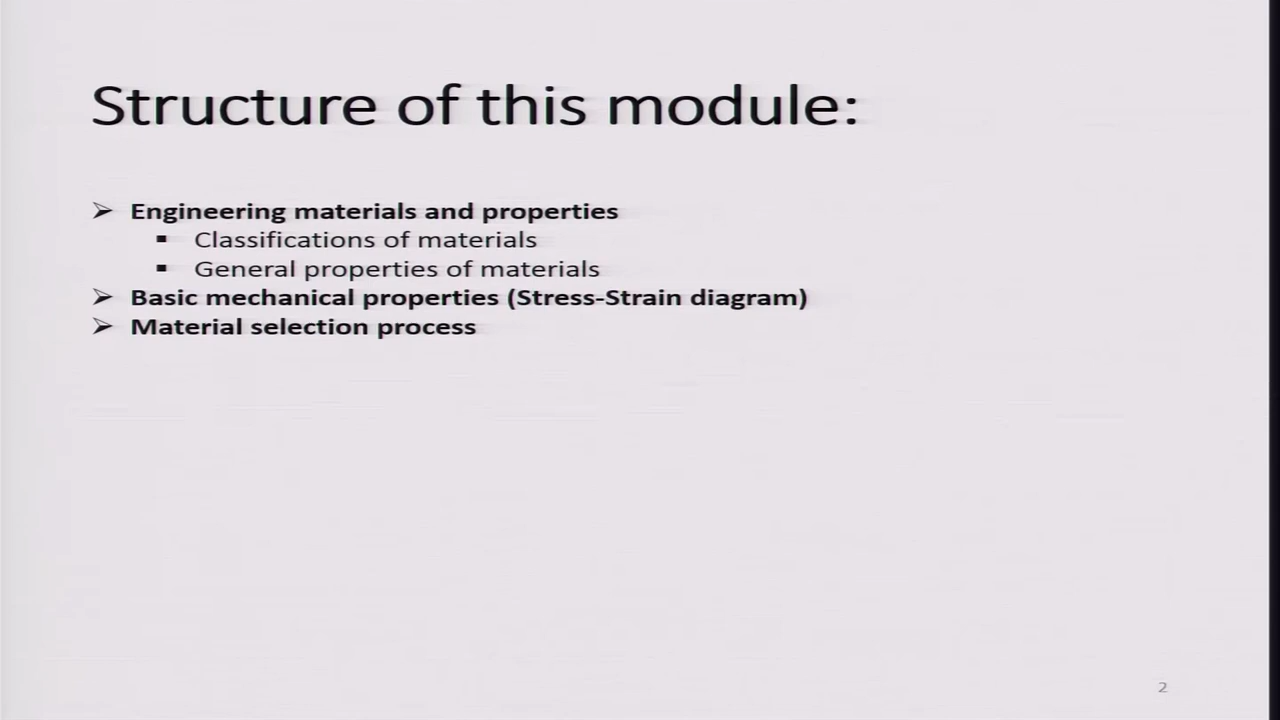 Structure of this module:
➢ Engineering materials and properties
▪ Classifications of materials
▪ General properties of materials
➢ Basic mechanical properties (Stress-Strain diagram)
➢ Material selection process
2